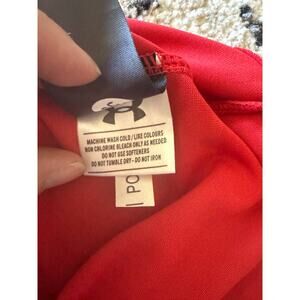 MACHINE WASH COLD/ LIKE COLOURS
NON CHLORINE BLEACH ONLY AS NEEDED
DO NOT USE SOFTENERS
DO NOT TUMBLE DRY - DO NOT IRON
PO